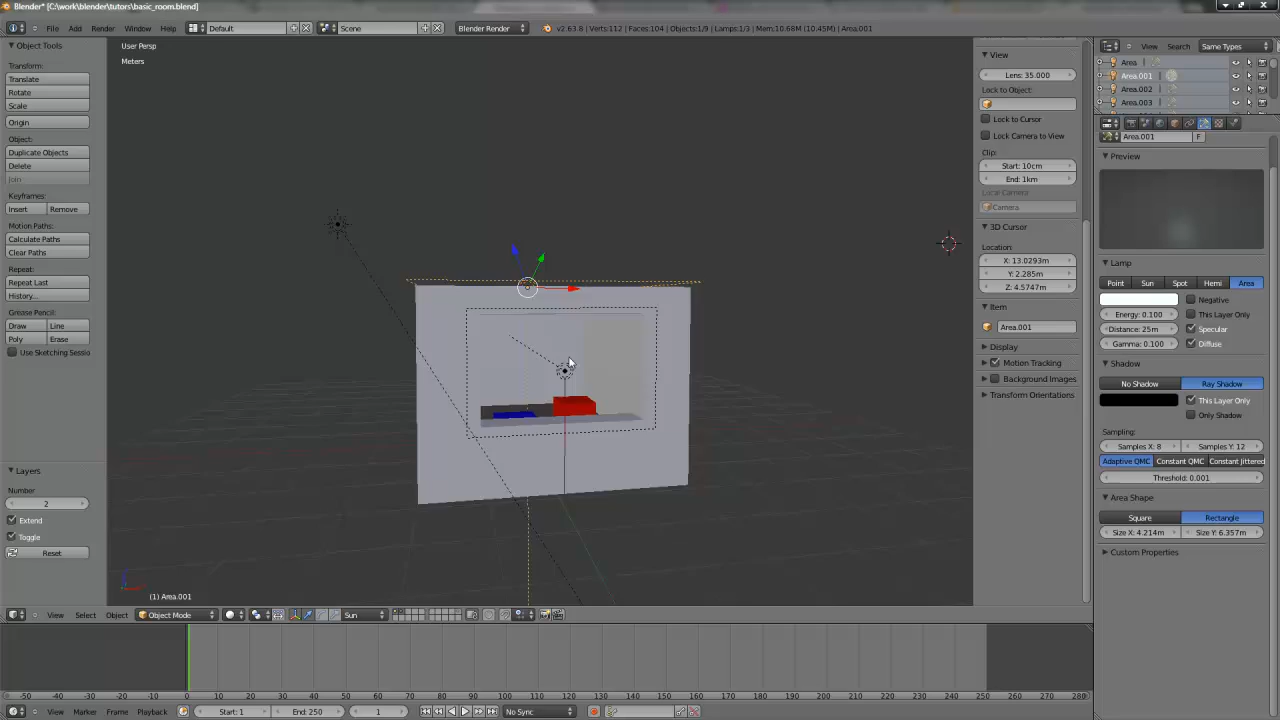 Blender* [C:\work\blender\tutors\basic_room.blend]
File Add Render Window Help Default Scene Blender Render v2.63.8 | Verts:112 | Faces:104 | Objects:1/9 | Lamps:1/3 | Mem:10.68M (10.45M) | Area.001
Object Tools
Transform:
Translate
Rotate
Scale
Origin
Object:
Duplicate Objects
Delete
Join
Keyframes:
Insert Remove
Motion Paths:
Calculate Paths
Clear Paths
Repeat:
Repeat Last
History...
Grease Pencil:
Draw Line
Poly Erase
Use Sketching Sessio
Layers
Number
2
Extend
Toggle
Reset
User Persp
Meters
(1) Area.001
View
Lens: 35.000
Lock to Object:
Lock to Cursor
Lock Camera to View
Clip:
Start: 10cm
End: 1km
Local Camera
Camera
3D Cursor
Location:
X: 13.0293m
Y: 2.285m
Z: 4.5747m
Item
Area.001
Display
Motion Tracking
Background Images
Transform Orientations
View Search Same Types
Area
Area.001
Area.002
Area.003
Area.001 F
Preview
Lamp
Point Sun Spot Hemi Area
Negative
Energy: 0.100 This Layer Only
Distance: 25m Specular
Gamma: 0.100 Diffuse
Shadow
No Shadow Ray Shadow
This Layer Only
Only Shadow
Sampling:
Samples X: 8 Samples Y: 12
Adaptive QMC Constant QMC Constant Jittered
Threshold: 0.001
Area Shape
Square Rectangle
Size X: 4.214m Size Y: 6.357m
Custom Properties
View Select Object Object Mode Sun
-50 -40 -30 -20 -10 0 10 20 30 40 50 60 70 80 90 100 110 120 130 140 150 160 170 180 190 200 210 220 230 240 250 260 270 280
View Marker Frame Playback Start: 1 End: 250 1 No Sync